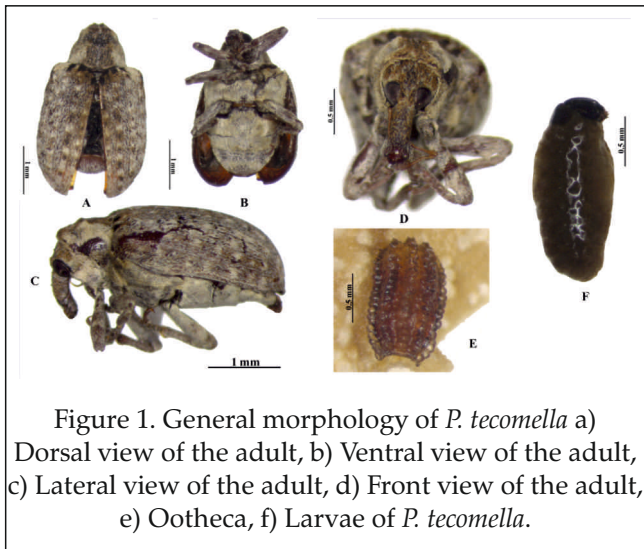 0.5 mm
0.5 mm
1 mm
1 mm
A
B
D
C
0.5 mm
F
E
1 mm
Figure 1. General morphology of P. tecomella a)
Dorsal view of the adult, b) Ventral view of the adult,
c) Lateral view of the adult, d) Front view of the adult,
e) Ootheca, f) Larvae of P. tecomella.